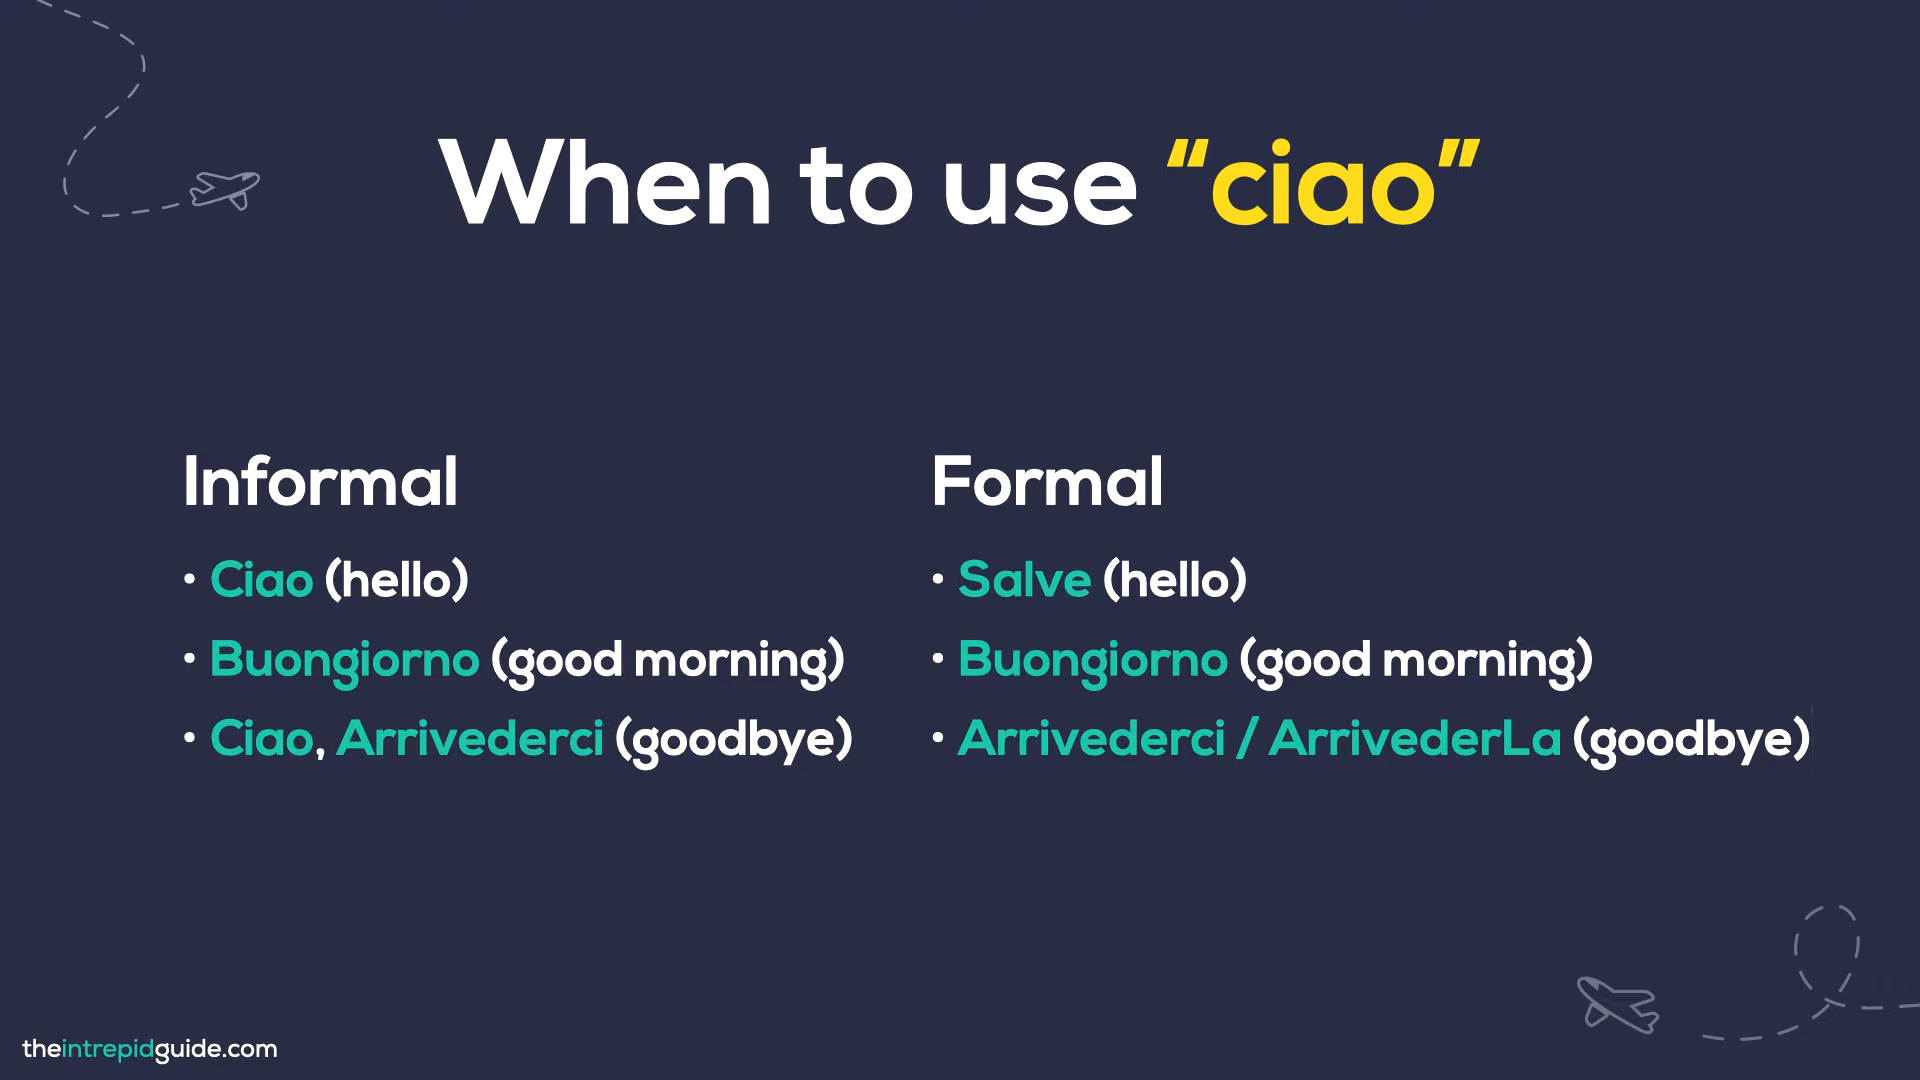 When to use “ciao”
Informal
• Ciao (hello)
• Buongiorno (good morning)
• Ciao, Arrivederci (goodbye)
Formal
• Salve (hello)
• Buongiorno (good morning)
• Arrivederci / ArrivederLa (goodbye)
theintrepidguide.com